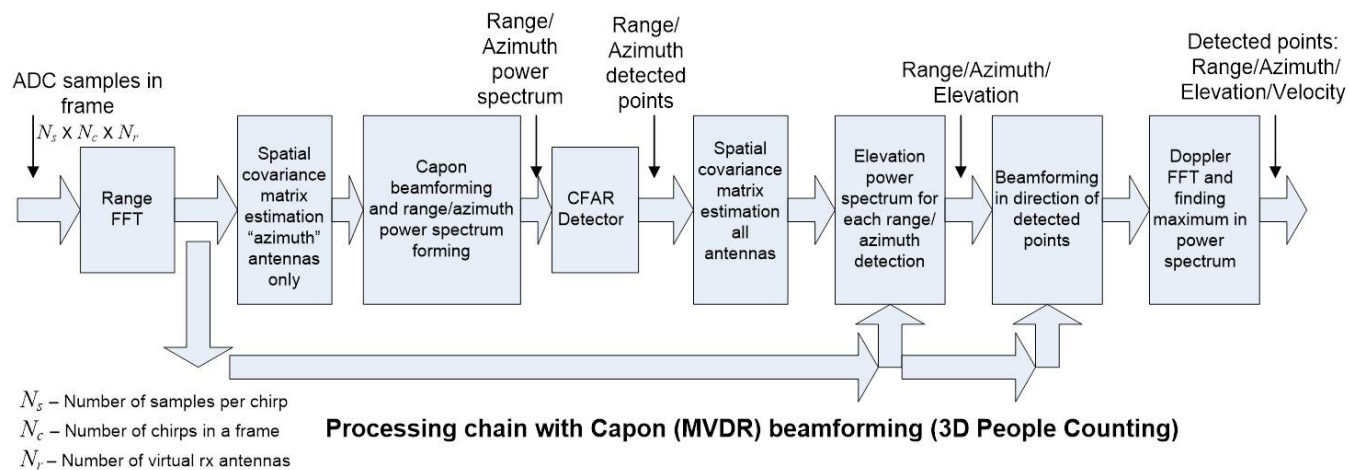 ADC samples in
frame
Ns x Nc x Nr
Range
FFT
Spatial
covariance
matrix
estimation
“azimuth”
antennas
only
Capon
beamforming
and range/azimuth
power spectrum
forming
Range/
Azimuth
power
spectrum
CFAR
Detector
Range/
Azimuth
detected
points
Spatial
covariance
matrix
estimation
all
antennas
Elevation
power
spectrum for
each range/
azimuth
detection
Range/Azimuth/
Elevation
Beamforming
in direction of
detected
points
Doppler
FFT and
finding
maximum in
power
spectrum
Detected points:
Range/Azimuth/
Elevation/Velocity
Ns – Number of samples per chirp
Nc – Number of chirps in a frame
Nr – Number of virtual rx antennas
Processing chain with Capon (MVDR) beamforming (3D People Counting)